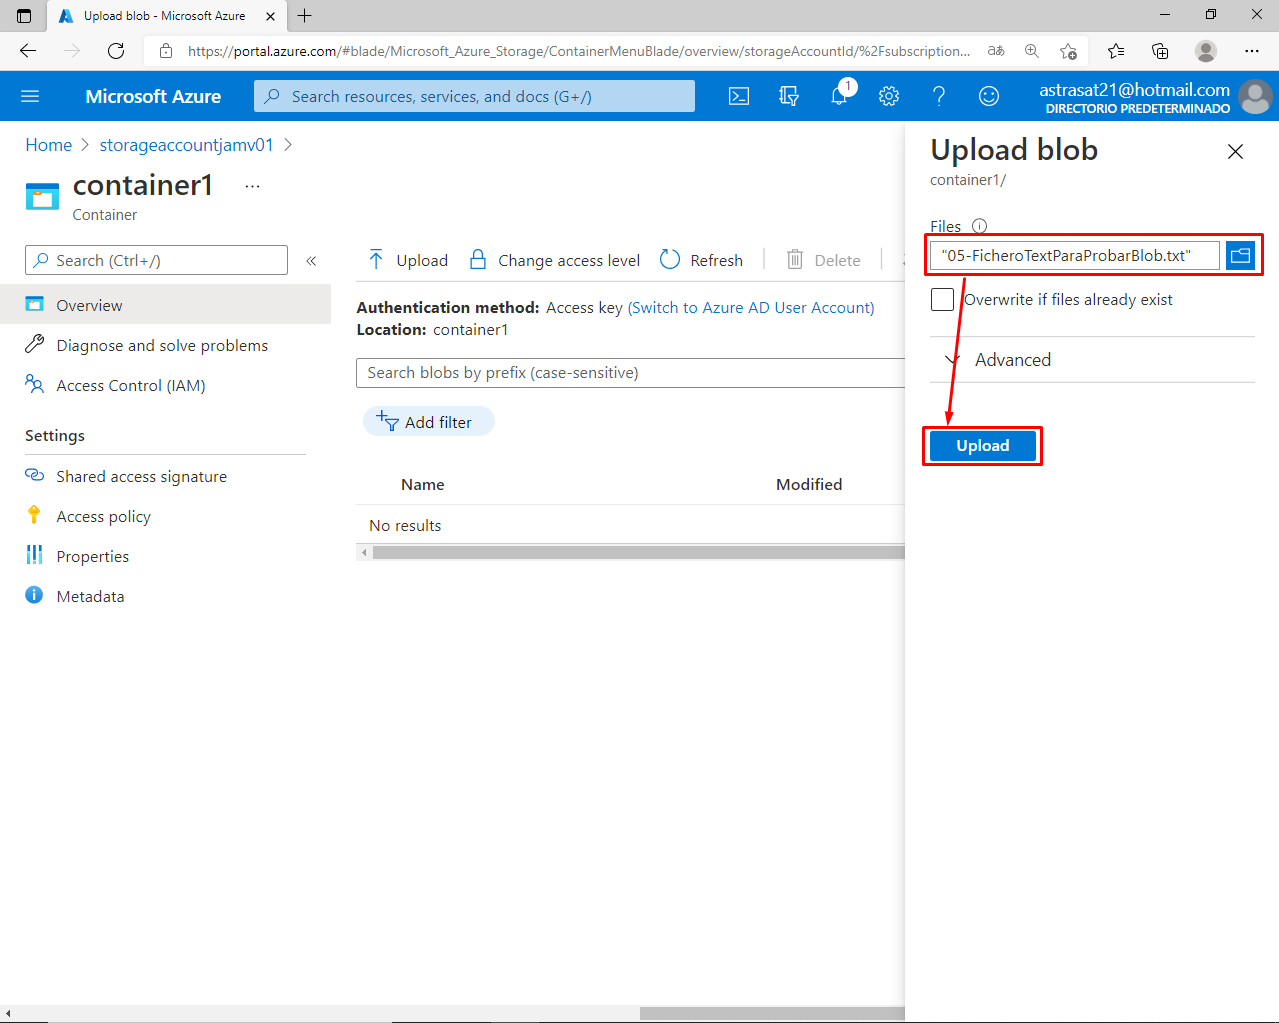 Upload blob - Microsoft Azure
https://portal.azure.com/#blade/Microsoft_Azure_Storage/ContainerMenuBlade/overview/storageAccountId/%2Fsubscription...
Microsoft Azure
Search resources, services, and docs (G+/)
1
astrasat21@hotmail.com
DIRECTORIO PREDETERMINADO
Home > storageaccountjamv01 >
container1 ...
Container
Search (Ctrl+/)
«
Overview
Diagnose and solve problems
Access Control (IAM)
Settings
Shared access signature
Access policy
Properties
Metadata
Upload
Change access level
Refresh
Delete
Authentication method: Access key (Switch to Azure AD User Account)
Location: container1
Search blobs by prefix (case-sensitive)
Add filter
Name Modified
No results
Upload blob
container1/
Files
"05-FicheroTextParaProbarBlob.txt"
Overwrite if files already exist
Advanced
Upload